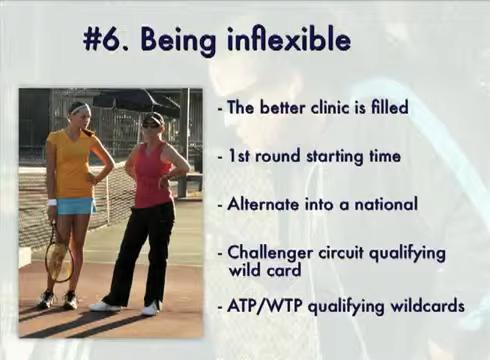 #6. Being inflexible
- The better clinic is filled
- 1st round starting time
- Alternate into a national
- Challenger circuit qualifying
wild card
- ATP/WTP qualifying wildcards